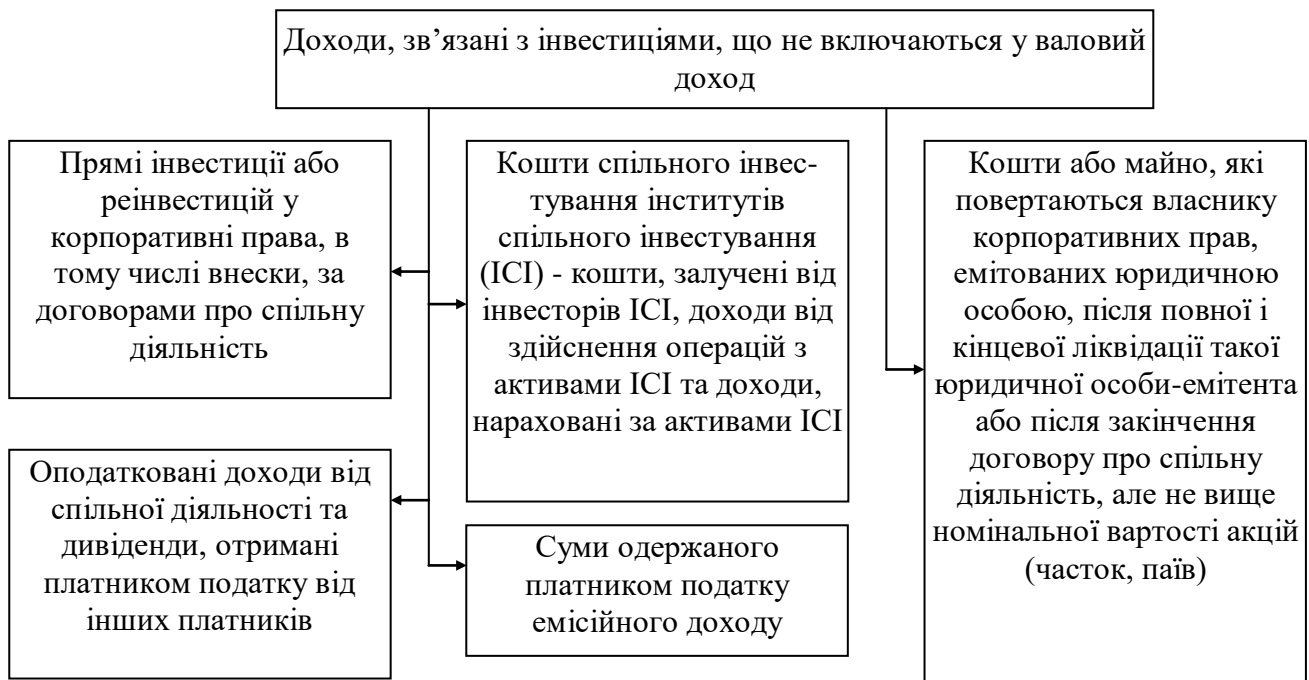 Доходи, зв’язані з інвестиціями, що не включаються у валовий
доход
Прямі інвестиції або
реінвестицій у
корпоративні права, в
тому числі внески, за
договорами про спільну
діяльність
Кошти спільного інвес-
тування інститутів
спільного інвестування
(ІСІ) - кошти, залучені від
інвесторів ІСІ, доходи від
здійснення операцій з
активами ІСІ та доходи,
нараховані за активами ІСІ
Кошти або майно, які
повертаються власнику
корпоративних прав,
емітованих юридичною
особою, після повної і
кінцевої ліквідації такої
юридичної особи-емітента
або після закінчення
договору про спільну
діяльність, але не вище
номінальної вартості акцій
(часток, паїв)
Оподатковані доходи від
спільної діяльності та
дивіденди, отримані
платником податку від
інших платників
Суми одержаного
платником податку
емісійного доходу